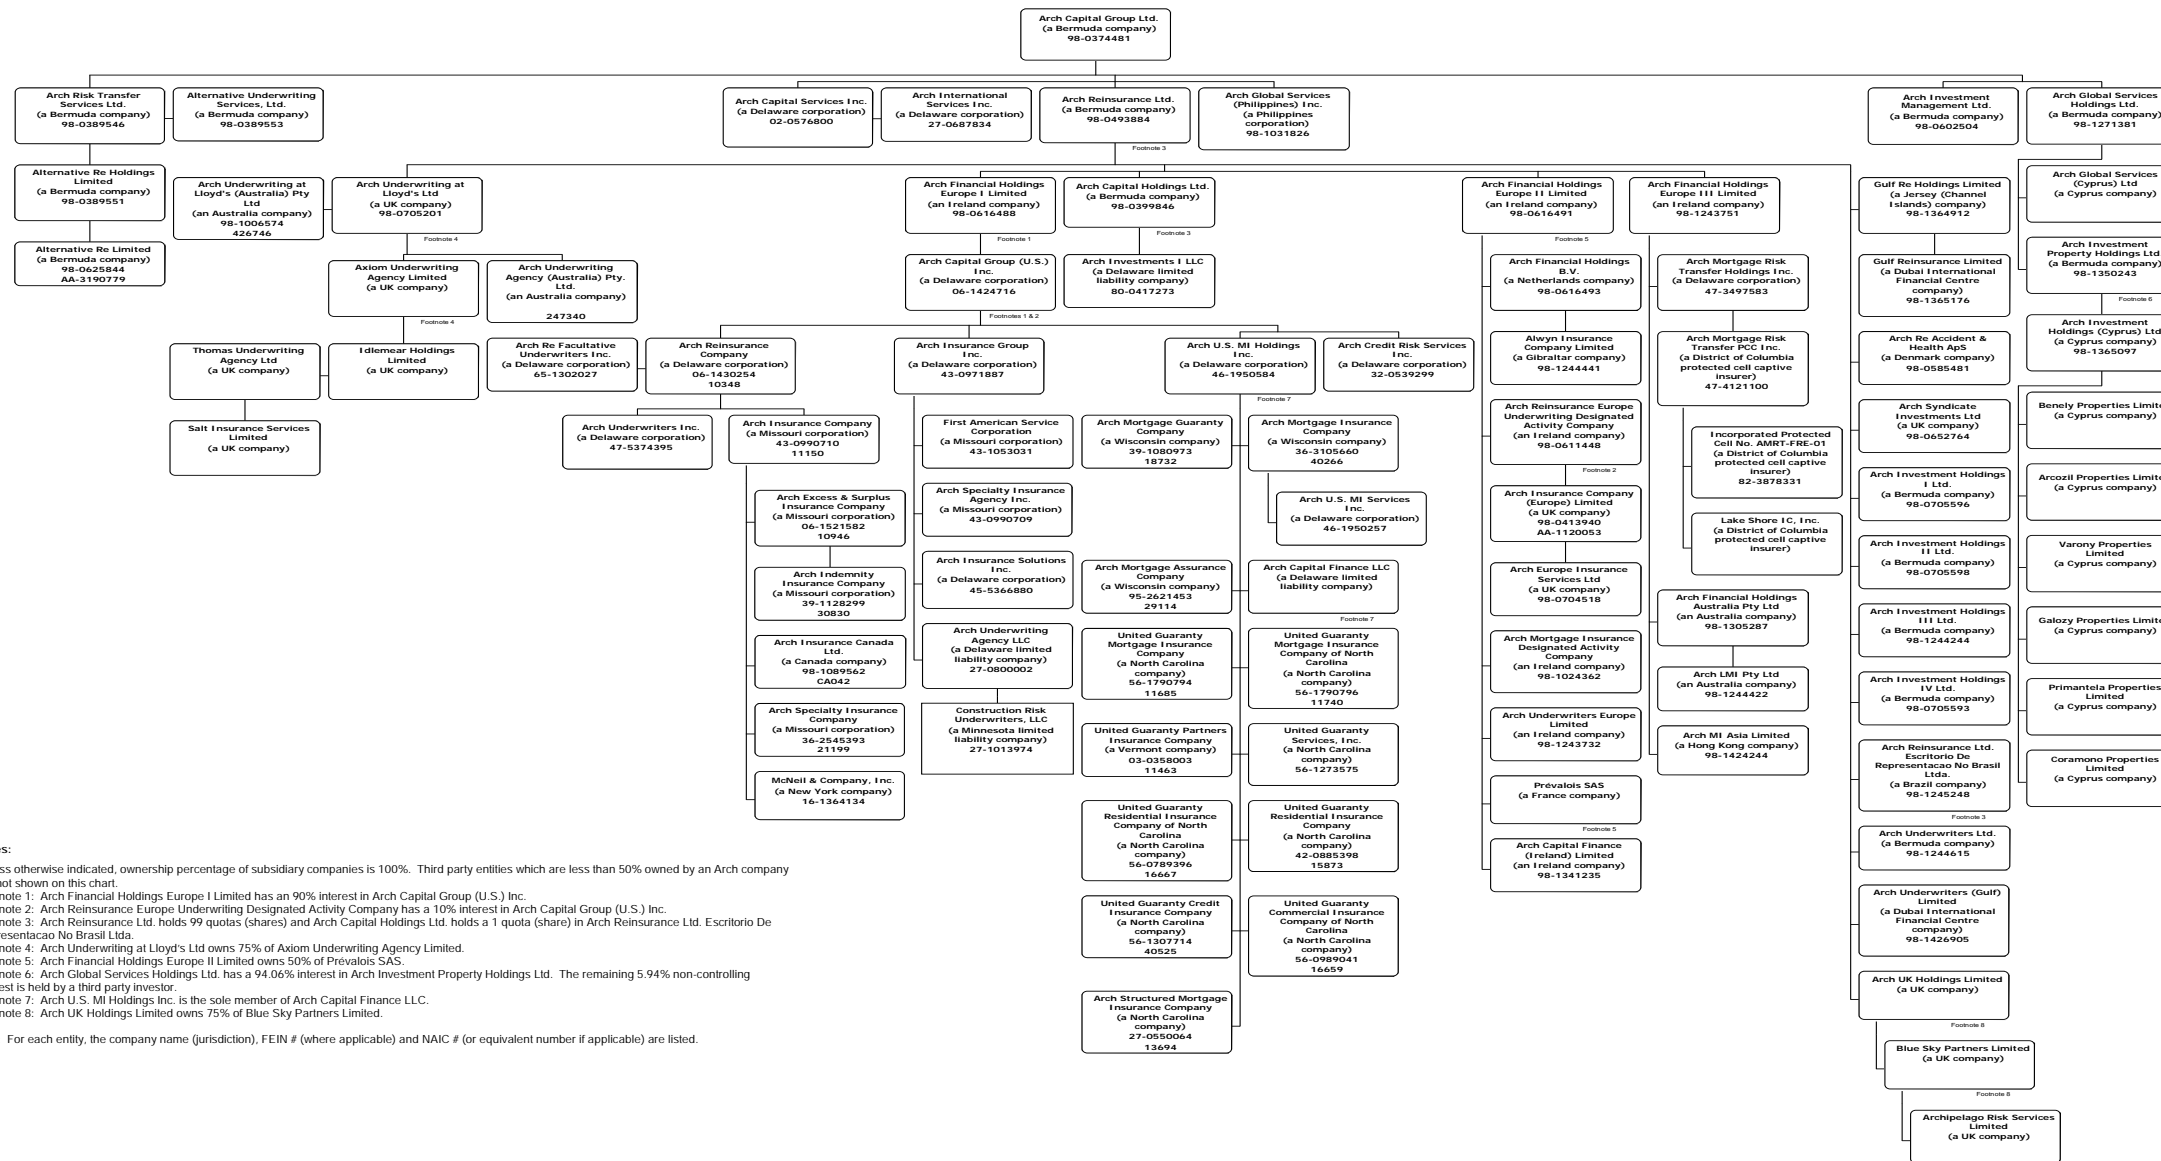 Arch Capital Group Ltd.
(a Bermuda company)
98-0374481
Arch Risk Transfer
Services Ltd.
(a Bermuda company)
98-0389546
Alternative Underwriting
Services, Ltd.
(a Bermuda company)
98-0389553
Arch Capital Services Inc.
(a Delaware corporation)
02-0576800
Arch International
Services Inc.
(a Delaware corporation)
27-0687834
Arch Reinsurance Ltd.
(a Bermuda company)
98-0493884
Footnote 3
Arch Global Services
(Philippines) Inc.
(a Philippines
corporation)
98-1031826
Arch Investment
Management Ltd.
(a Bermuda company)
98-0602504
Arch Global Services
Holdings Ltd.
(a Bermuda company)
98-1271381
Alternative Re Holdings
Limited
(a Bermuda company)
98-0389551
Alternative Re Limited
(a Bermuda company)
98-0625844
AA-3190779
Arch Underwriting at
Lloyd's (Australia) Pty
Ltd
(an Australia company)
98-1006574
426746
Arch Underwriting at
Lloyd's Ltd
(a UK company)
98-0705201
Footnote 4
Axiom Underwriting
Agency Limited
(a UK company)
Footnote 4
Arch Underwriting
Agency (Australia) Pty.
Ltd.
(an Australia company)
247340
Thomas Underwriting
Agency Ltd
(a UK company)
Idlemear Holdings
Limited
(a UK company)
Salt Insurance Services
Limited
(a UK company)
Arch Financial Holdings
Europe I Limited
(an Ireland company)
98-0616488
Footnote 1
Arch Capital Holdings Ltd.
(a Bermuda company)
98-0399846
Footnote 3
Arch Capital Group (U.S.)
Inc.
(a Delaware corporation)
06-1424716
Footnotes 1 & 2
Arch Investments I LLC
(a Delaware limited
liability company)
80-0417273
Arch Re Facultative
Underwriters Inc.
(a Delaware corporation)
65-1302027
Arch Reinsurance
Company
(a Delaware corporation)
06-1430254
10348
Arch Insurance Group
Inc.
(a Delaware corporation)
43-0971887
Arch U.S. MI Holdings
Inc.
(a Delaware corporation)
46-1950584
Footnote 7
Arch Credit Risk Services
Inc.
(a Delaware corporation)
32-0539299
Arch Underwriters Inc.
(a Delaware corporation)
47-5374395
Arch Insurance Company
(a Missouri corporation)
43-0990710
11150
Arch Excess & Surplus
Insurance Company
(a Missouri corporation)
06-1521582
10946
Arch Indemnity
Insurance Company
(a Missouri corporation)
39-1128299
30830
Arch Insurance Canada
Ltd.
(a Canada company)
98-1089562
CA042
Arch Specialty Insurance
Company
(a Missouri corporation)
36-2545393
21199
McNeil & Company, Inc.
(a New York company)
16-1364134
First American Service
Corporation
(a Missouri corporation)
43-1053031
Arch Specialty Insurance
Agency Inc.
(a Missouri corporation)
43-0990709
Arch Insurance Solutions
Inc.
(a Delaware corporation)
45-5366880
Arch Underwriting
Agency LLC
(a Delaware limited
liability company)
27-0800002
Construction Risk
Underwriters, LLC
(a Minnesota limited
liability company)
27-1013974
Arch Mortgage Guaranty
Company
(a Wisconsin company)
39-1080973
18732
Arch Mortgage Insurance
Company
(a Wisconsin company)
36-3105660
40266
Arch U.S. MI Services
Inc.
(a Delaware corporation)
46-1950257
Arch Mortgage Assurance
Company
(a Wisconsin company)
95-2621453
29114
Arch Capital Finance LLC
(a Delaware limited
liability company)
Footnote 7
United Guaranty
Mortgage Insurance
Company
(a North Carolina
company)
56-1790794
11685
United Guaranty
Mortgage Insurance
Company of North
Carolina
(a North Carolina
company)
56-1790796
11740
United Guaranty Partners
Insurance Company
(a Vermont company)
03-0358003
11463
United Guaranty
Services, Inc.
(a North Carolina
company)
56-1273575
United Guaranty
Residential Insurance
Company of North
Carolina
(a North Carolina
company)
56-0789396
16667
United Guaranty
Residential Insurance
Company
(a North Carolina
company)
42-0885398
15873
United Guaranty Credit
Insurance Company
(a North Carolina
company)
56-1307714
40525
United Guaranty
Commercial Insurance
Company of North
Carolina
(a North Carolina
company)
56-0989041
16659
Arch Structured Mortgage
Insurance Company
(a North Carolina
company)
27-0550064
13694
Arch Financial Holdings
Europe II Limited
(an Ireland company)
98-0616491
Footnote 5
Arch Financial Holdings
B.V.
(a Netherlands company)
98-0616493
Alwyn Insurance
Company Limited
(a Gibraltar company)
98-1244441
Arch Reinsurance Europe
Underwriting Designated
Activity Company
(an Ireland company)
98-0611448
Footnote 2
Arch Insurance Company
(Europe) Limited
(a UK company)
98-0413940
AA-1120053
Arch Europe Insurance
Services Ltd
(a UK company)
98-0704518
Arch Mortgage Insurance
Designated Activity
Company
(an Ireland company)
98-1024362
Arch Underwriters Europe
Limited
(an Ireland company)
98-1243732
Prévalois SAS
(a France company)
Footnote 5
Arch Capital Finance
(Ireland) Limited
(an Ireland company)
98-1341235
Arch Financial Holdings
Europe III Limited
(an Ireland company)
98-1243751
Arch Mortgage Risk
Transfer Holdings Inc.
(a Delaware corporation)
47-3497583
Arch Mortgage Risk
Transfer PCC Inc.
(a District of Columbia
protected cell captive
insurer)
47-4121100
Incorporated Protected
Cell No. AMRT-FRE-01
(a District of Columbia
protected cell captive
insurer)
82-3878331
Lake Shore IC, Inc.
(a District of Columbia
protected cell captive
insurer)
Arch Financial Holdings
Australia Pty Ltd
(an Australia company)
98-1305287
Arch LMI Pty Ltd
(an Australia company)
98-1244422
Arch MI Asia Limited
(a Hong Kong company)
98-1424244
Gulf Re Holdings Limited
(a Jersey (Channel
Islands) company)
98-1364912
Gulf Reinsurance Limited
(a Dubai International
Financial Centre
company)
98-1365176
Arch Re Accident &
Health ApS
(a Denmark company)
98-0585481
Arch Syndicate
Investments Ltd
(a UK company)
98-0652764
Arch Investment Holdings
I Ltd.
(a Bermuda company)
98-0705596
Arch Investment Holdings
II Ltd.
(a Bermuda company)
98-0705598
Arch Investment Holdings
III Ltd.
(a Bermuda company)
98-1244244
Arch Investment Holdings
IV Ltd.
(a Bermuda company)
98-0705593
Arch Reinsurance Ltd.
Escritorio De
Representacao No Brasil
Ltda.
(a Brazil company)
98-1245248
Footnote 3
Arch Underwriters Ltd.
(a Bermuda company)
98-1244615
Arch Underwriters (Gulf)
Limited
(a Dubai International
Financial Centre
company)
98-1426905
Arch UK Holdings Limited
(a UK company)
Footnote 8
Blue Sky Partners Limited
(a UK company)
Footnote 8
Archipelago Risk Services
Limited
(a UK company)
Arch Global Services
(Cyprus) Ltd
(a Cyprus company)
Arch Investment
Property Holdings Ltd.
(a Bermuda company)
98-1350243
Footnote 6
Arch Investment
Holdings (Cyprus) Ltd
(a Cyprus company)
98-1365097
Benely Properties Limite
(a Cyprus company)
Arcozil Properties Limite
(a Cyprus company)
Varony Properties
Limited
(a Cyprus company)
Galozy Properties Limite
(a Cyprus company)
Primantela Properties
Limited
(a Cyprus company)
Coramono Properties
Limited
(a Cyprus company)
es:
ss otherwise indicated, ownership percentage of subsidiary companies is 100%. Third party entities which are less than 50% owned by an Arch company
not shown on this chart.
note 1: Arch Financial Holdings Europe I Limited has an 90% interest in Arch Capital Group (U.S.) Inc.
note 2: Arch Reinsurance Europe Underwriting Designated Activity Company has a 10% interest in Arch Capital Group (U.S.) Inc.
note 3: Arch Reinsurance Ltd. holds 99 quotas (shares) and Arch Capital Holdings Ltd. holds a 1 quota (share) in Arch Reinsurance Ltd. Escritorio De
resentacao No Brasil Ltda.
note 4: Arch Underwriting at Lloyd's Ltd owns 75% of Axiom Underwriting Agency Limited.
note 5: Arch Financial Holdings Europe II Limited owns 50% of Prévalois SAS.
note 6: Arch Global Services Holdings Ltd. has a 94.06% interest in Arch Investment Property Holdings Ltd. The remaining 5.94% non-controlling
est is held by a third party investor.
note 7: Arch U.S. MI Holdings Inc. is the sole member of Arch Capital Finance LLC.
note 8: Arch UK Holdings Limited owns 75% of Blue Sky Partners Limited.
For each entity, the company name (jurisdiction), FEIN # (where applicable) and NAIC # (or equivalent number if applicable) are listed.